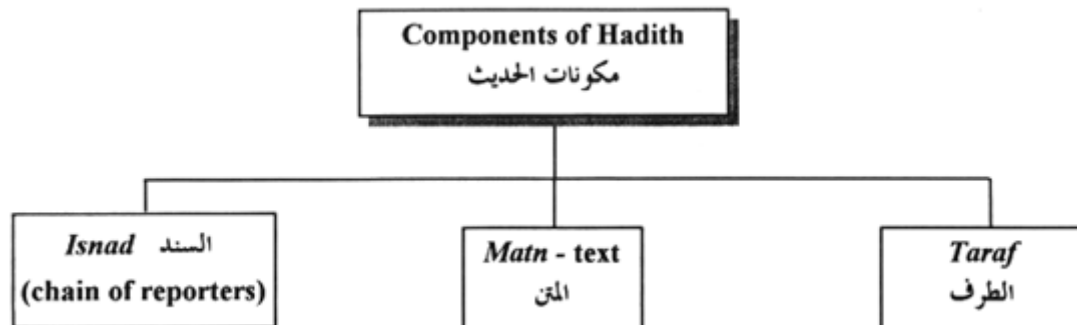 Components of Hadith
مكونات الحديث
Isnad السند
(chain of reporters)
Matn - text
المتن
Taraf
الطرف